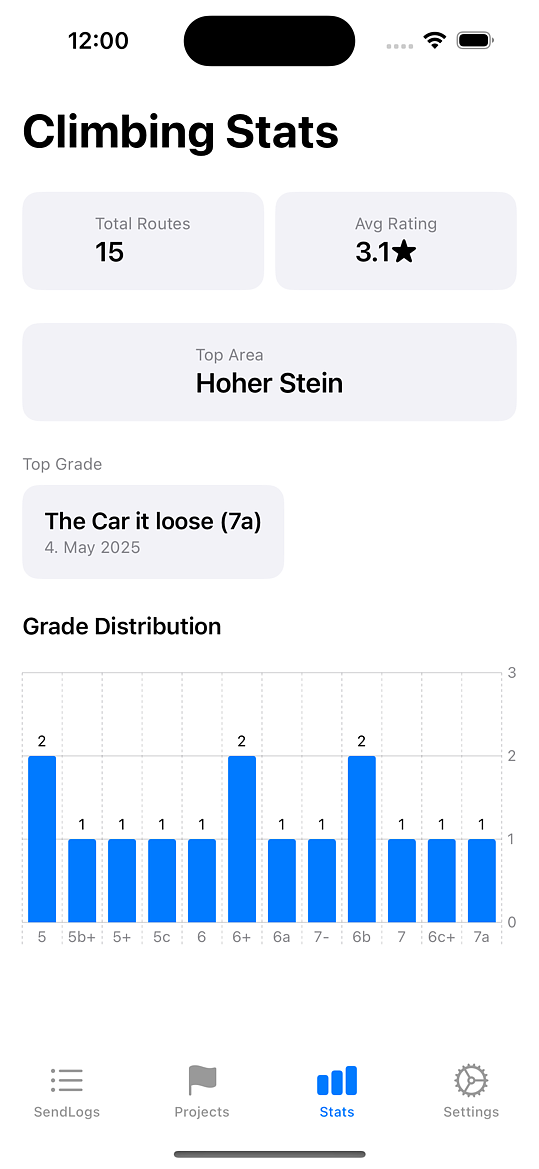 12:00
Climbing Stats
Total Routes
15
Avg Rating
3.1★
Top Area
Hoher Stein
Top Grade
The Car it loose (7a)
4. May 2025
Grade Distribution
3
2 2 2
2
1 1 1 1 1 1 1 1 1
1
0
5 5b+ 5+ 5c 6 6+ 6a 7- 6b 7 6c+ 7a
SendLogs Projects Stats Settings